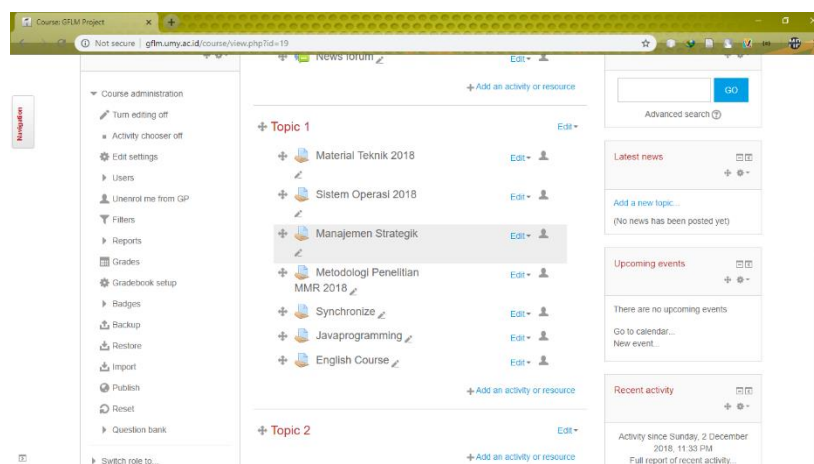 Course: GFLM Project
Not secure | gflm.umy.ac.id/course/view.php?id=19
Navigation
Course administration
Turn editing off
Activity chooser off
Edit settings
Users
Unenrol me from GP
Filters
Reports
Grades
Gradebook setup
Badges
Backup
Restore
Import
Publish
Reset
Question bank
Switch role to...
News forum
Edit
Add an activity or resource
Topic 1
Edit
Material Teknik 2018
Edit
Sistem Operasi 2018
Edit
Manajemen Strategik
Edit
Metodologi Penelitian
MMR 2018
Edit
Synchronize
Edit
Javaprogramming
Edit
English Course
Edit
Add an activity or resource
Topic 2
Edit
Add an activity or resource
GO
Advanced search
Latest news
Add a new topic...
(No news has been posted yet)
Upcoming events
There are no upcoming events
Go to calendar...
New event...
Recent activity
Activity since Sunday, 2 December
2018, 11:33 PM
Full report of recent activity...